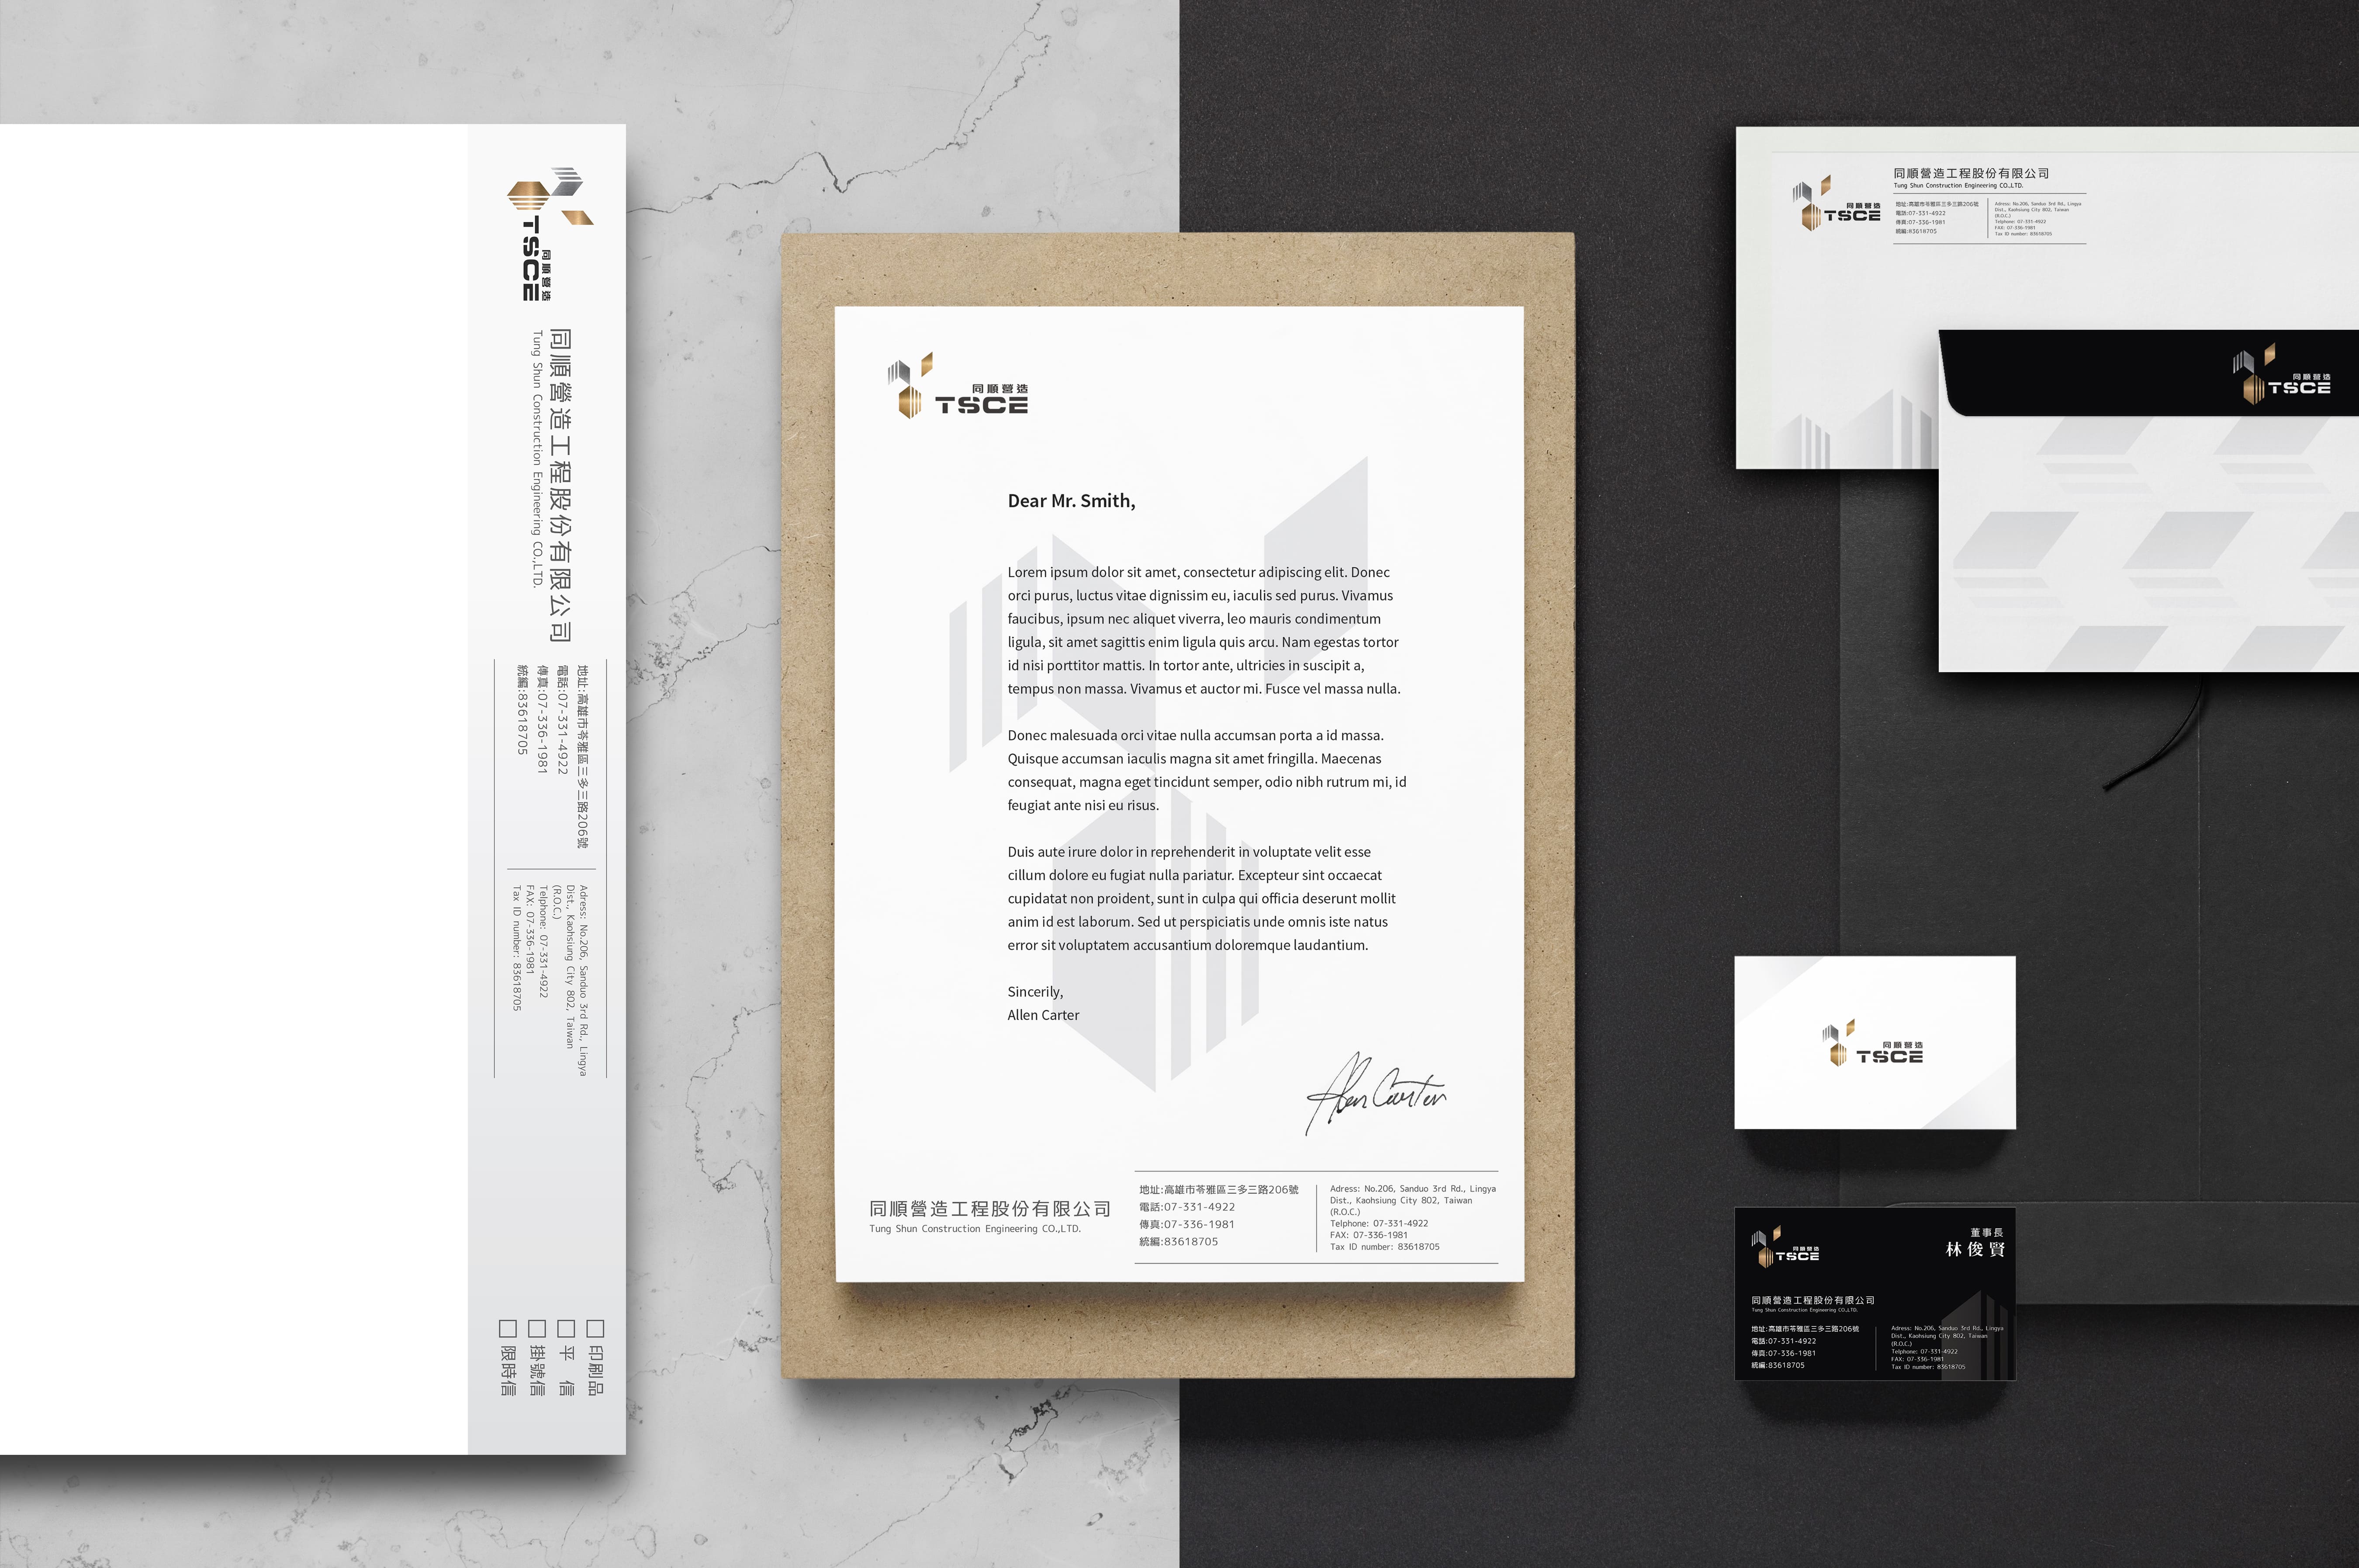 同順營造
TSCE
同順營造工程股份有限公司
Tung Shun Construction Engineering CO.,LTD.
地址:高雄市苓雅區三多三路206號
電話:07-331-4922
傳真:07-336-1981
統編:83618705
Adress: No.206, Sanduo 3rd Rd., Lingya
Dist., Kaohsiung City 802, Taiwan
(R.O.C.)
Telphone: 07-331-4922
FAX: 07-336-1981
Tax ID number: 83618705
印刷品
平 信
掛號信
限時信
同順營造
TSCE
Dear Mr. Smith,
Lorem ipsum dolor sit amet, consectetur adipiscing elit. Donec
orci purus, luctus vitae dignissim eu, iaculis sed purus. Vivamus
faucibus, ipsum nec aliquet viverra, leo mauris condimentum
ligula, sit amet sagittis enim ligula quis arcu. Nam egestas tortor
id nisi porttitor mattis. In tortor ante, ultricies in suscipit a,
tempus non massa. Vivamus et auctor mi. Fusce vel massa nulla.
Donec malesuada orci vitae nulla accumsan porta a id massa.
Quisque accumsan iaculis magna sit amet fringilla. Maecenas
consequat, magna eget tincidunt semper, odio nibh rutrum mi, id
feugiat ante nisi eu risus.
Duis aute irure dolor in reprehenderit in voluptate velit esse
cillum dolore eu fugiat nulla pariatur. Excepteur sint occaecat
cupidatat non proident, sunt in culpa qui officia deserunt mollit
anim id est laborum. Sed ut perspiciatis unde omnis iste natus
error sit voluptatem accusantium doloremque laudantium.
Sincerily,
Allen Carter
Allen Carter
同順營造工程股份有限公司
Tung Shun Construction Engineering CO.,LTD.
地址:高雄市苓雅區三多三路206號
電話:07-331-4922
傳真:07-336-1981
統編:83618705
Adress: No.206, Sanduo 3rd Rd., Lingya
Dist., Kaohsiung City 802, Taiwan
(R.O.C.)
Telphone: 07-331-4922
FAX: 07-336-1981
Tax ID number: 83618705
同順營造
TSCE
同順營造工程股份有限公司
Tung Shun Construction Engineering CO.,LTD.
地址:高雄市苓雅區三多三路206號
電話:07-331-4922
傳真:07-336-1981
統編:83618705
Adress: No.206, Sanduo 3rd Rd., Lingya
Dist., Kaohsiung City 802, Taiwan
(R.O.C.)
Telphone: 07-331-4922
FAX: 07-336-1981
Tax ID number: 83618705
同順營造
TSCE
同順營造
TSCE
同順營造
TSCE
董事長
林俊賢
同順營造工程股份有限公司
Tung Shun Construction Engineering CO.,LTD.
地址:高雄市苓雅區三多三路206號
電話:07-331-4922
傳真:07-336-1981
統編:83618705
Adress: No.206, Sanduo 3rd Rd., Lingya
Dist., Kaohsiung City 802, Taiwan
(R.O.C.)
Telphone: 07-331-4922
FAX: 07-336-1981
Tax ID number: 83618705